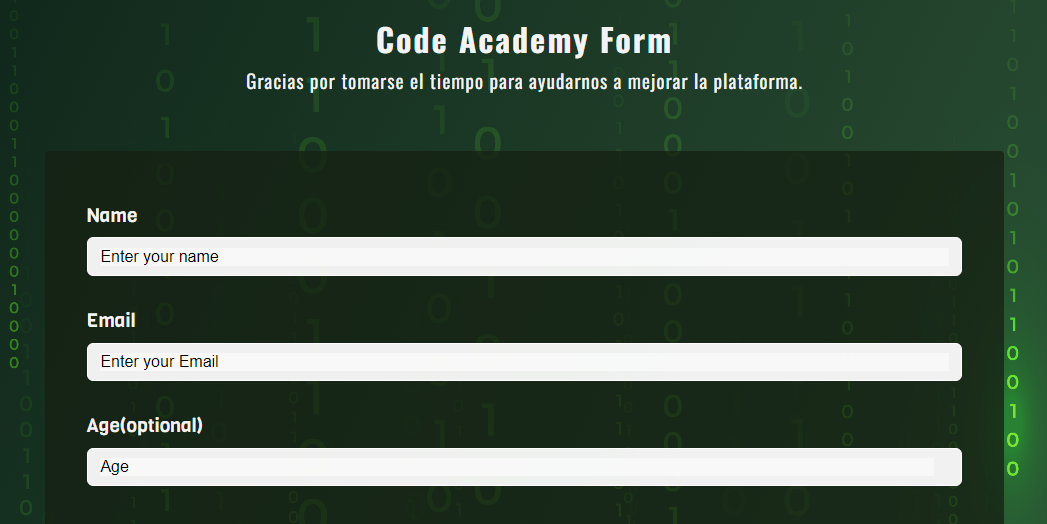 Code Academy Form
Gracias por tomarse el tiempo para ayudarnos a mejorar la plataforma.
Name
Enter your name
Email
Enter your Email
Age(optional)
Age